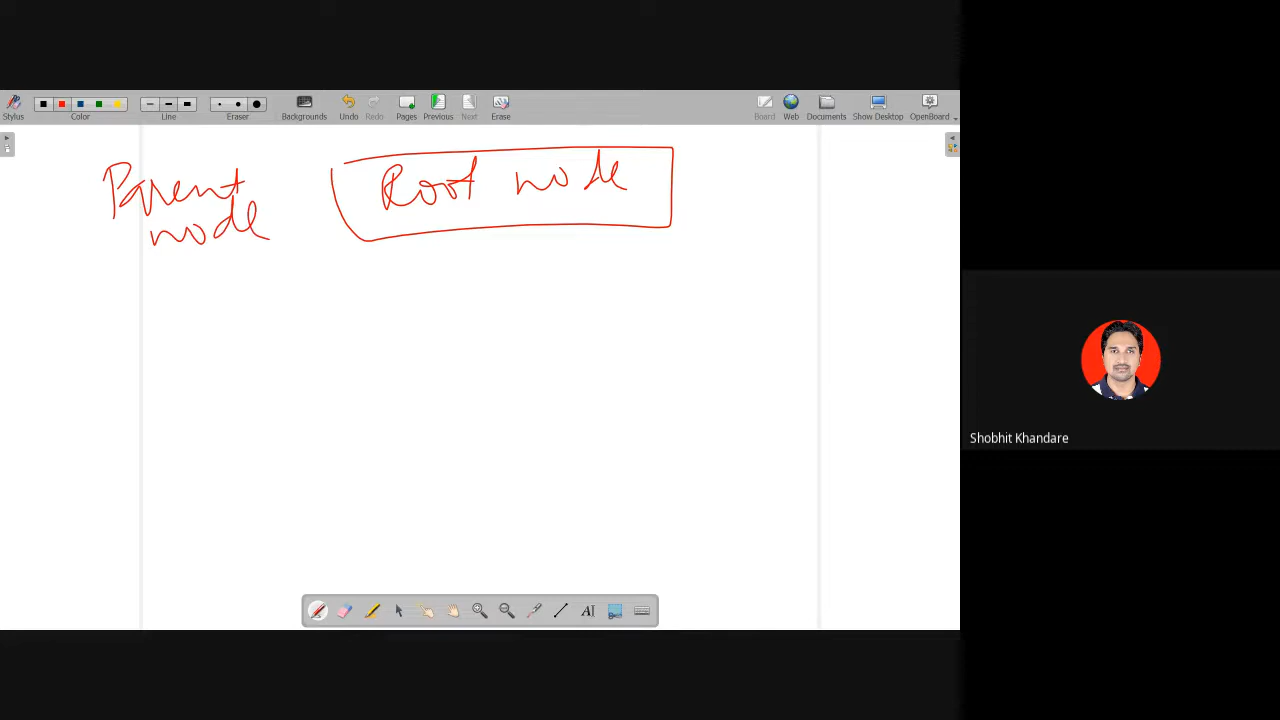 Stylus Color Line Eraser Backgrounds Undo Redo Pages Previous Next Erase Board Web Documents Show Desktop OpenBoard
Parent Root node
node
Shobhit Khandare